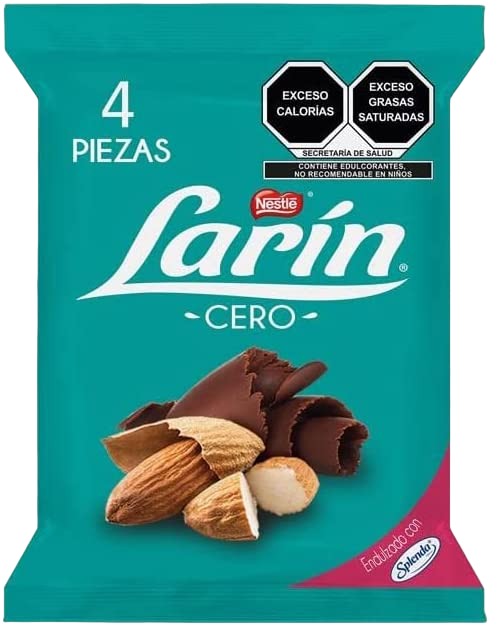 4
PIEZAS
EXCESO
CALORÍAS
EXCESO
GRASAS
SATURADAS
SECRETARÍA DE SALUD
CONTIENE EDULCORANTES,
NO RECOMENDABLE EN NIÑOS
Nestlé ®
Larín®
CERO
Endulzado con
Splenda